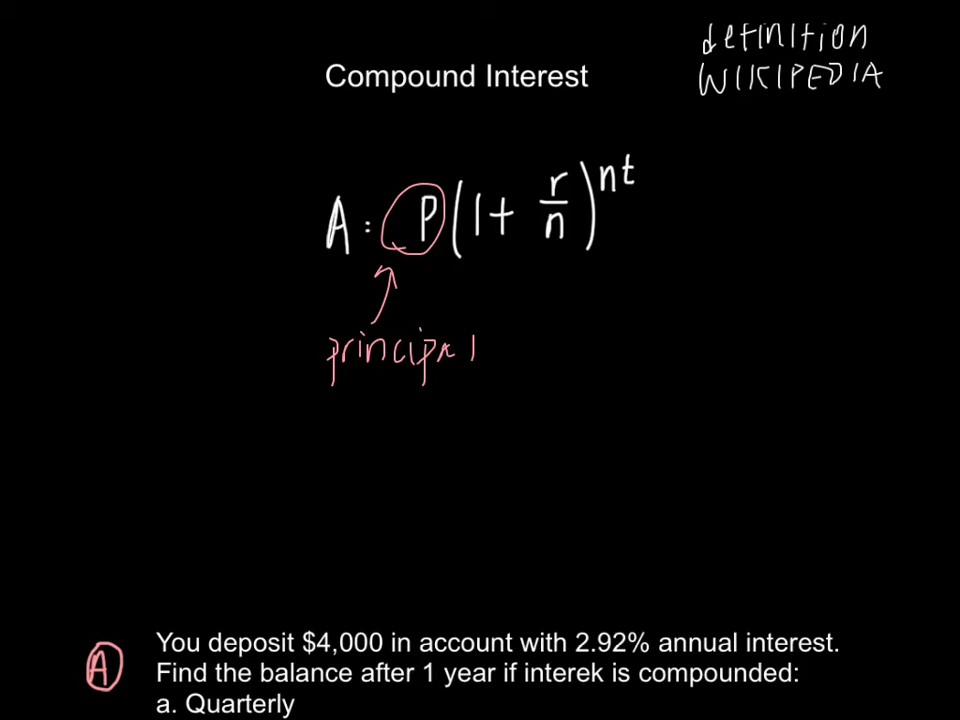 definition
WIKIPEDIA
Compound Interest
A = P(1+ r/n)^nt
principal
A
You deposit $4,000 in account with 2.92% annual interest.
Find the balance after 1 year if interek is compounded:
a. Quarterly